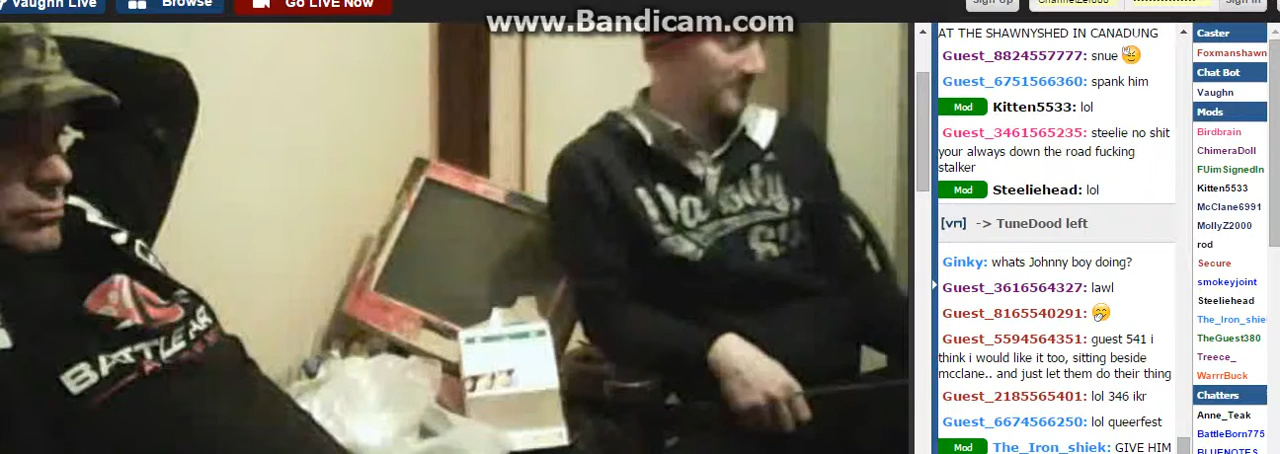 Vaughn Live
Browse
Go LIVE Now
www.Bandicam.com
Sign Up
Sign In
BATTLE
69
AT THE SHAWNYSHED IN CANADUNG
Guest_8824557777: snue
Guest_6751566360: spank him
Mod Kitten5533: lol
Guest_3461565235: steelie no shit
your always down the road fucking
stalker
Mod Steeliehead: lol
[vn] -> TuneDood left
Ginky: whats Johnny boy doing?
Guest_3616564327: lawl
Guest_8165540291:
Guest_5594564351: guest 541 i
think i would like it too, sitting beside
mcclane.. and just let them do their thing
Guest_2185565401: lol 346 ikr
Guest_6674566250: lol queerfest
Mod The_Iron_shiek: GIVE HIM
Caster
Foxmanshawn
Chat Bot
Vaughn
Mods
Birdbrain
ChimeraDoll
FUimSignedIn
Kitten5533
McClane6991
MollyZ2000
rod
Secure
smokeyjoint
Steeliehead
The_Iron_shie
TheGuest380
Treece_
WarrrBuck
Chatters
Anne_Teak
BattleBorn775
BLUENOTES